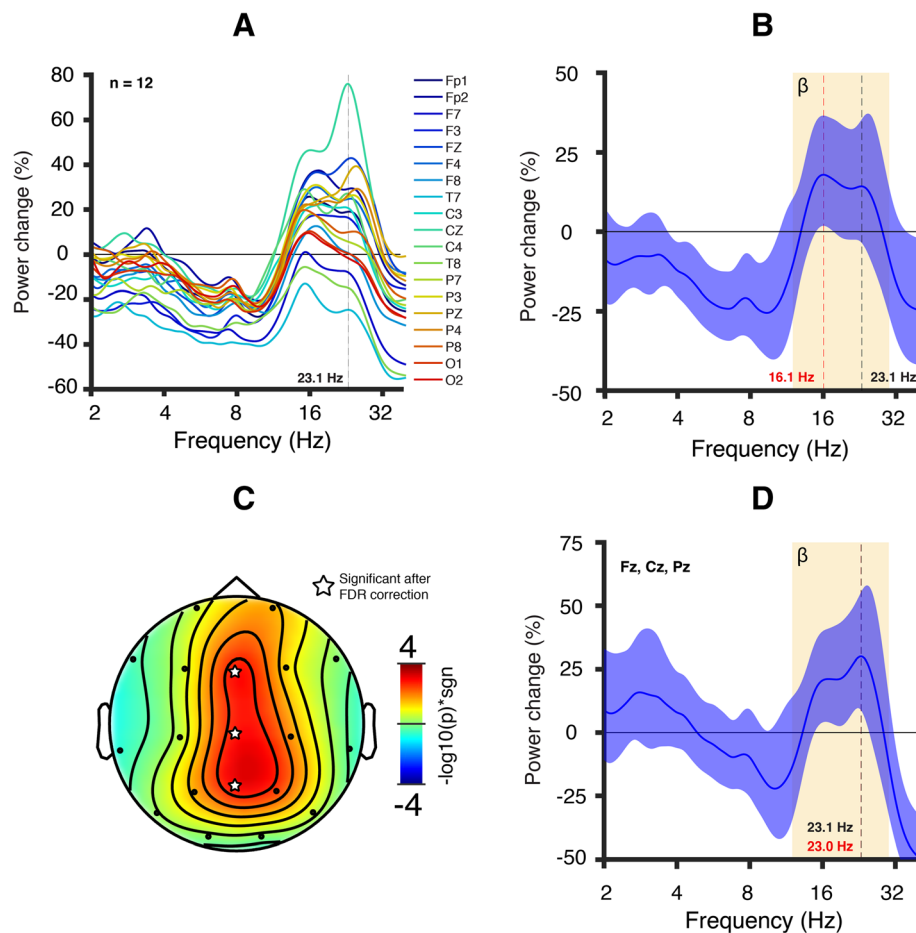 A
n = 12
Power change (%)
80
60
40
20
0
-20
-40
-60
23.1 Hz
2
4
8
16
32
Frequency (Hz)
Fp1
Fp2
F7
F3
FZ
F4
F8
T7
C3
CZ
C4
T8
P7
P3
PZ
P4
P8
O1
O2
B
β
Power change (%)
50
25
0
-25
-50
16.1 Hz
23.1 Hz
2
4
8
16
32
Frequency (Hz)
C
Significant after
FDR correction
4
-log10(p)*sgn
-4
D
Fz, Cz, Pz
β
Power change (%)
75
50
25
0
-25
-50
23.1 Hz
23.0 Hz
2
4
8
16
32
Frequency (Hz)